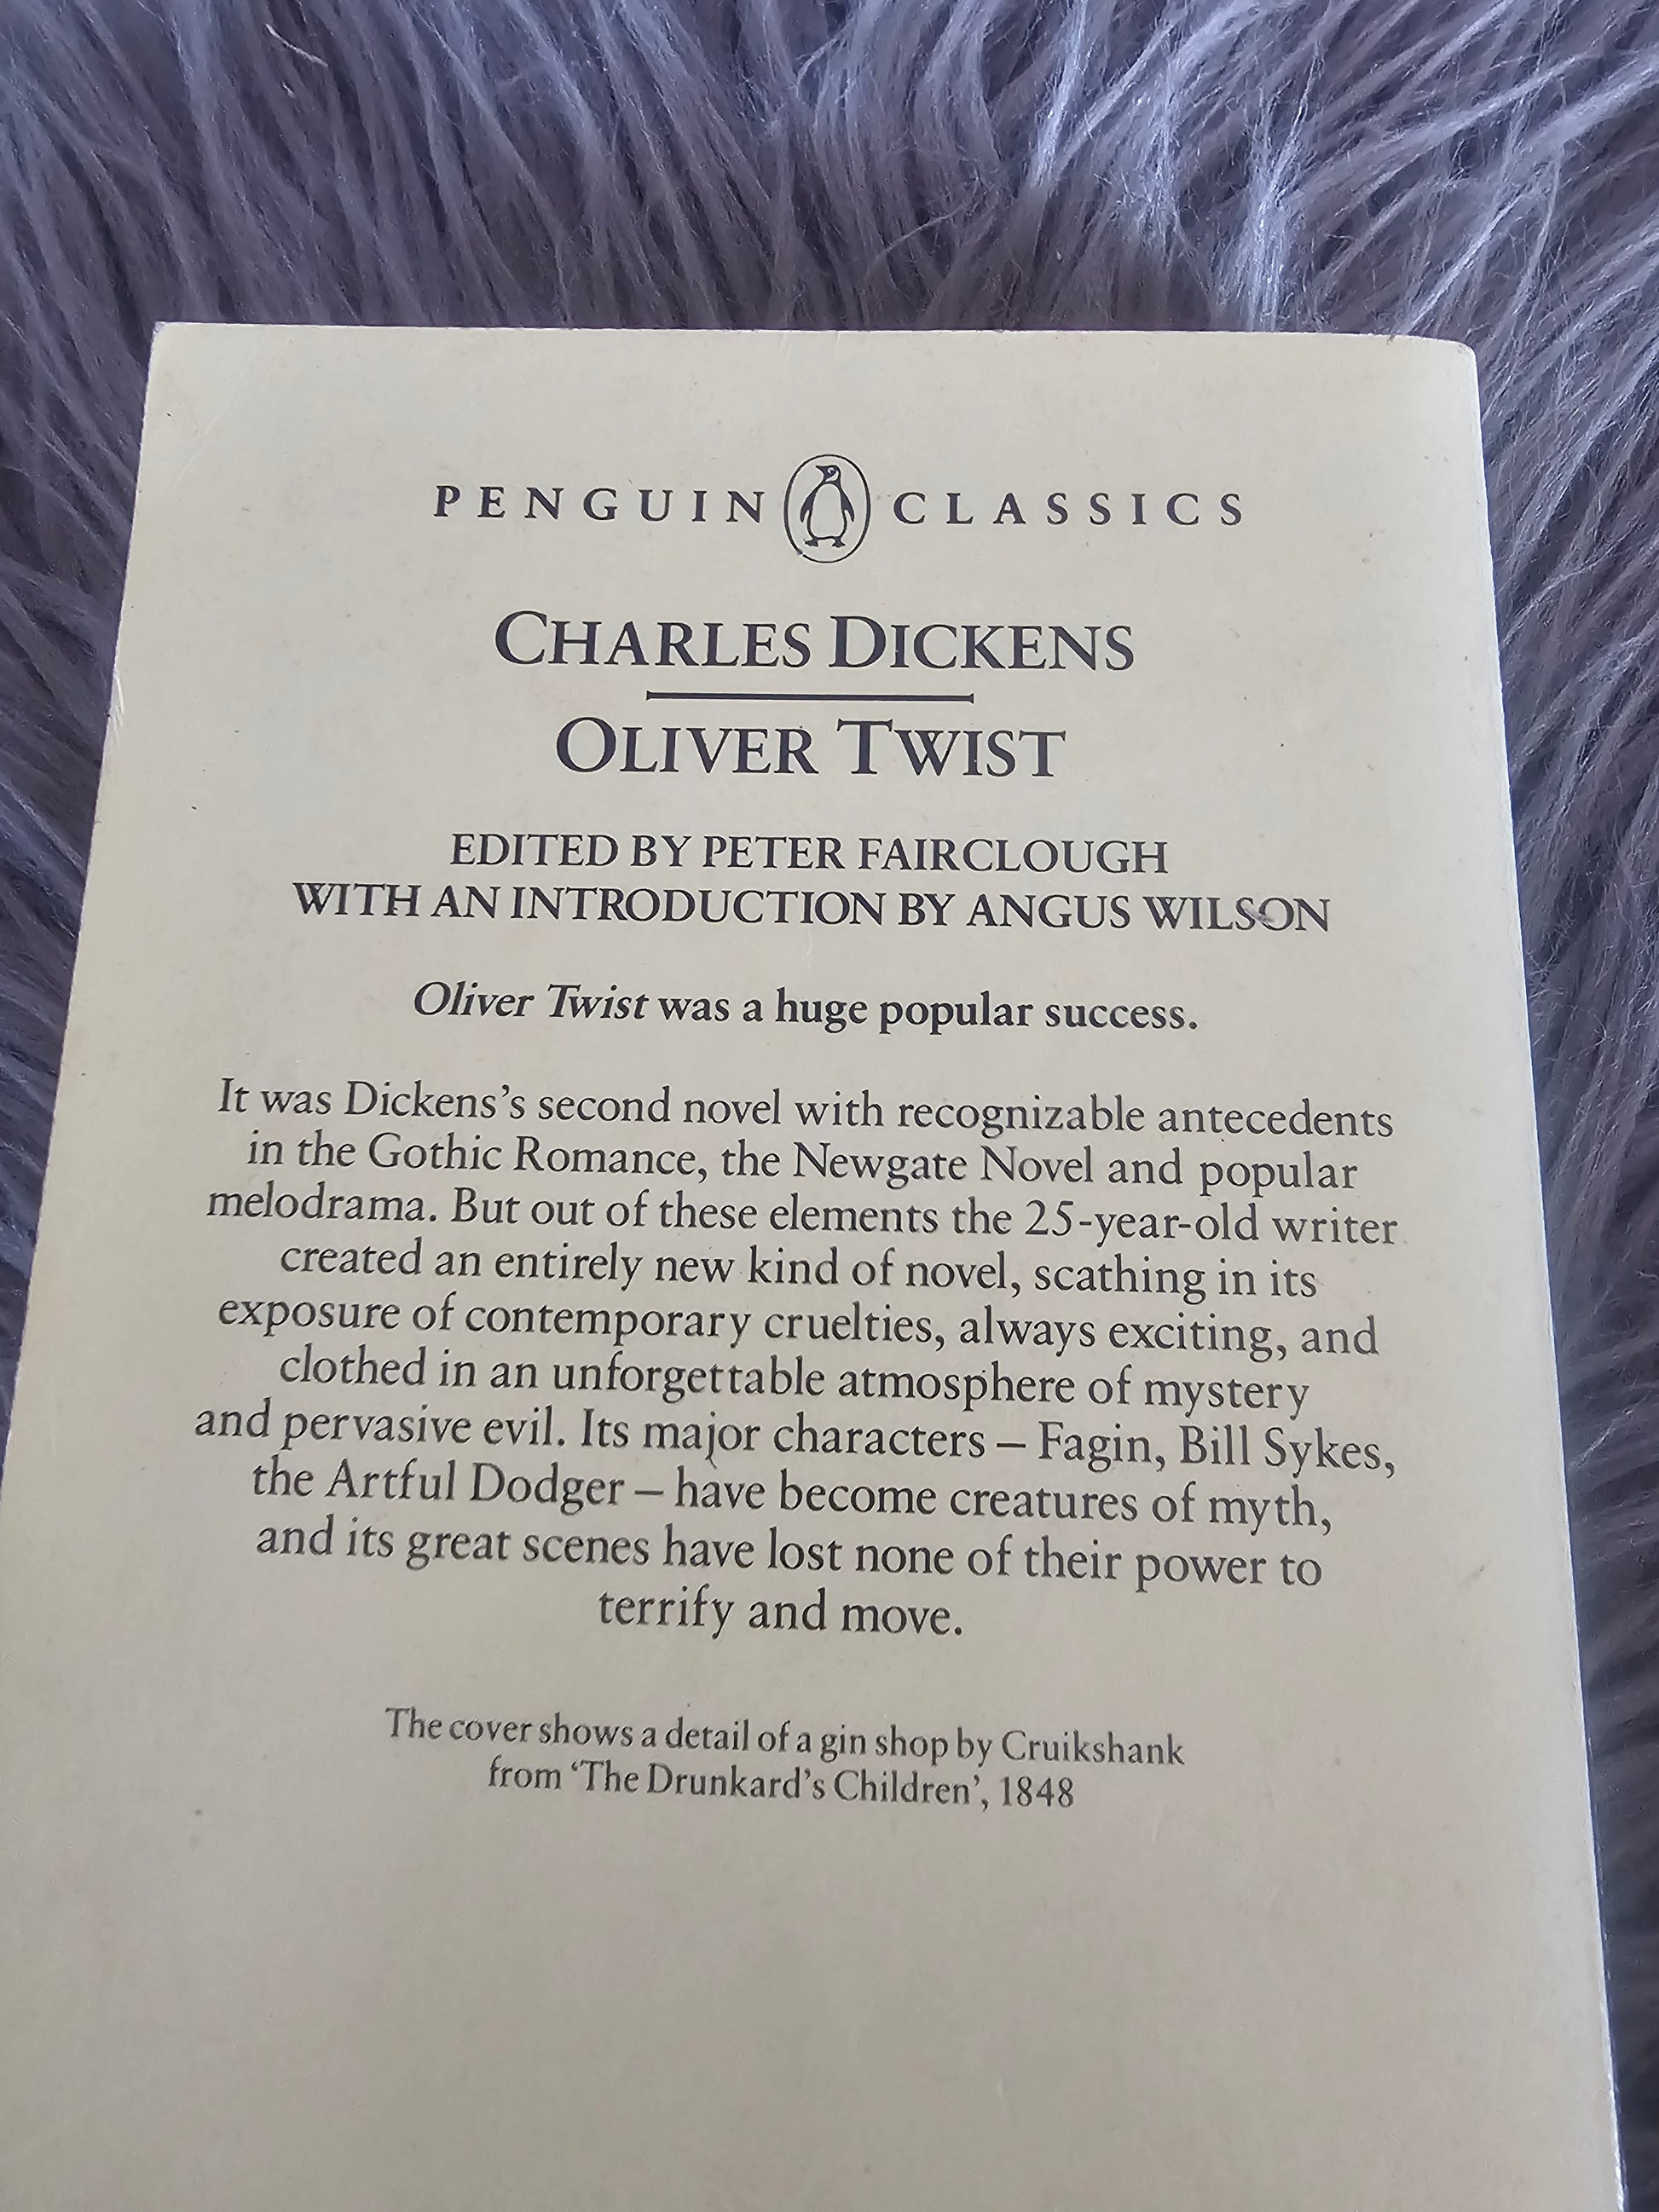 PENGUIN CLASSICS
CHARLES DICKENS
OLIVER TWIST
EDITED BY PETER FAIRCLOUGH
WITH AN INTRODUCTION BY ANGUS WILSON
Oliver Twist was a huge popular success.
It was Dickens's second novel with recognizable antecedents
in the Gothic Romance, the Newgate Novel and popular
melodrama. But out of these elements the 25-year-old writer
created an entirely new kind of novel, scathing in its
exposure of contemporary cruelties, always exciting, and
clothed in an unforgettable atmosphere of mystery
and pervasive evil. Its major characters – Fagin, Bill Sykes,
the Artful Dodger – have become creatures of myth,
and its great scenes have lost none of their power to
terrify and move.
The cover shows a detail of a gin shop by Cruikshank
from ‘The Drunkard's Children’, 1848